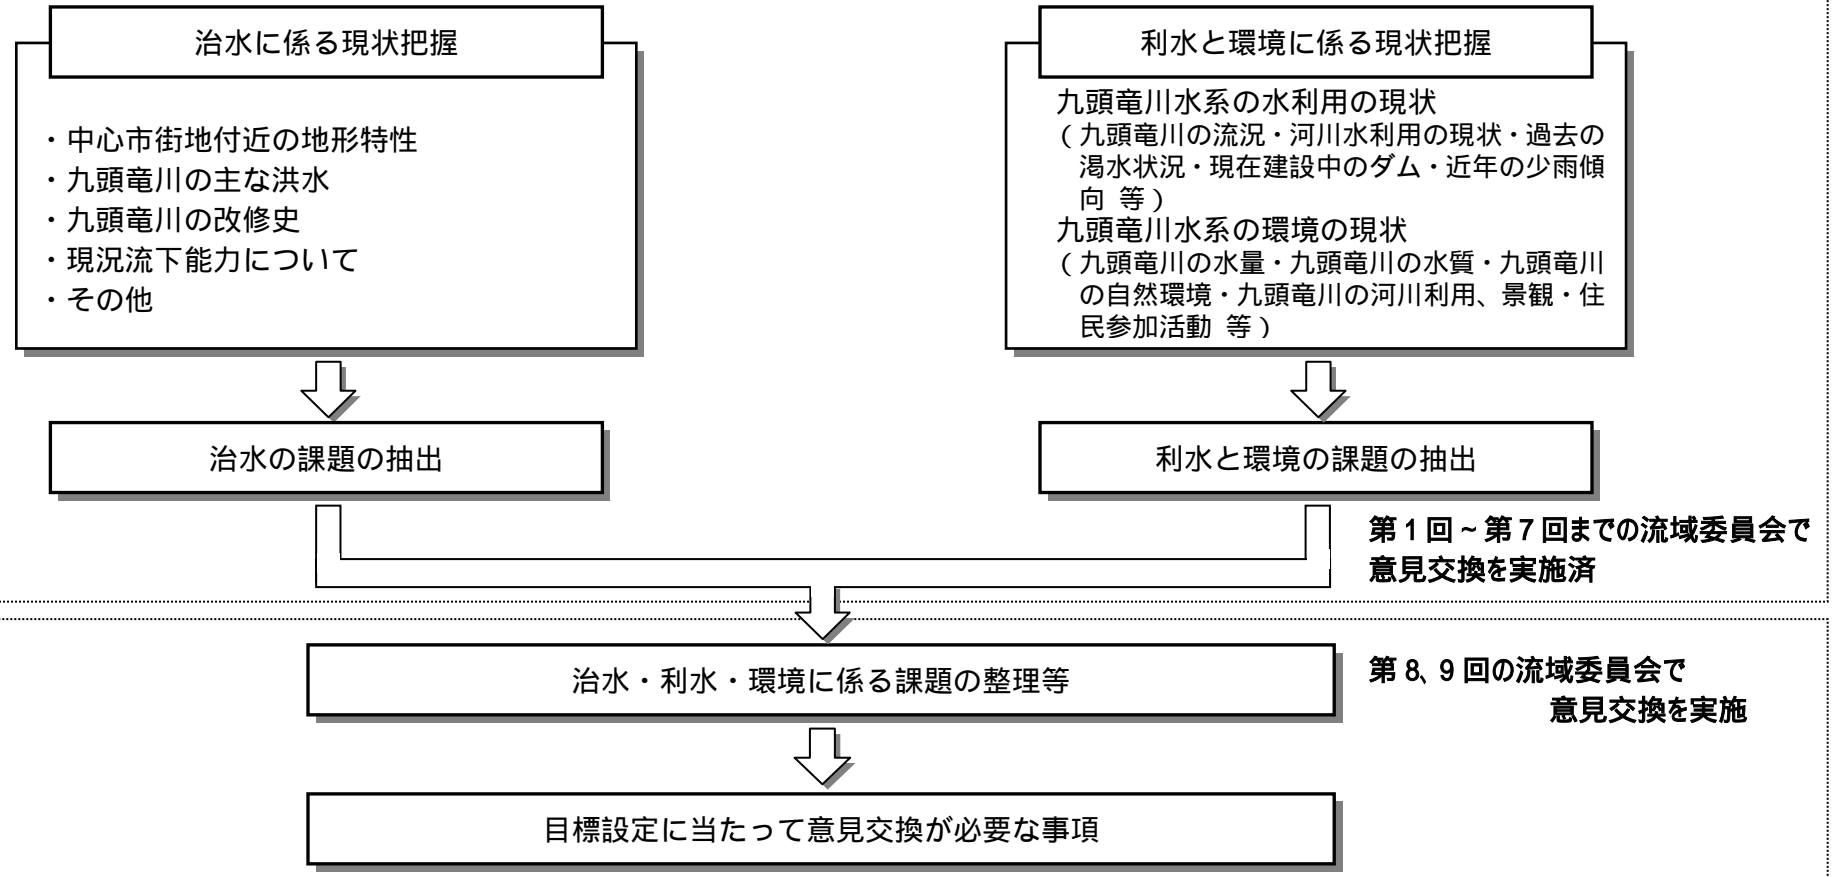 治水に係る現状把握
・中心市街地付近の地形特性
・九頭竜川の主な洪水
・九頭竜川の改修史
・現況流下能力について
・その他
利水と環境に係る現状把握
九頭竜川水系の水利用の現状
(九頭竜川の流況・河川水利用の現状・過去の
渇水状況・現在建設中のダム・近年の少雨傾
向 等)
九頭竜川水系の環境の現状
(九頭竜川の水量・九頭竜川の水質・九頭竜川
の自然環境・九頭竜川の河川利用、景観・住
民参加活動 等)
治水の課題の抽出
利水と環境の課題の抽出
第1回~第7回までの流域委員会で
意見交換を実施済
治水・利水・環境に係る課題の整理等
第8、9回の流域委員会で
意見交換を実施
目標設定に当たって意見交換が必要な事項